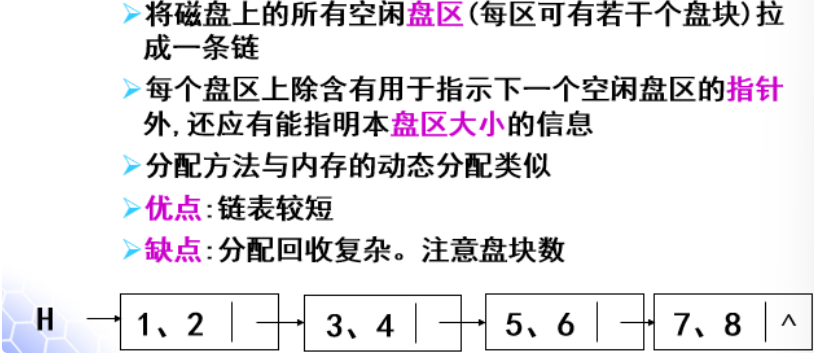 将磁盘上的所有空闲盘区(每区可有若干个盘块)拉
成一条链
每个盘区上除含有用于指示下一个空闲盘区的指针
外,还应有能指明本盘区大小的信息
分配方法与内存的动态分配类似
优点:链表较短
缺点:分配回收复杂。注意盘块数
H 1、2 3、4 5、6 7、8 ^